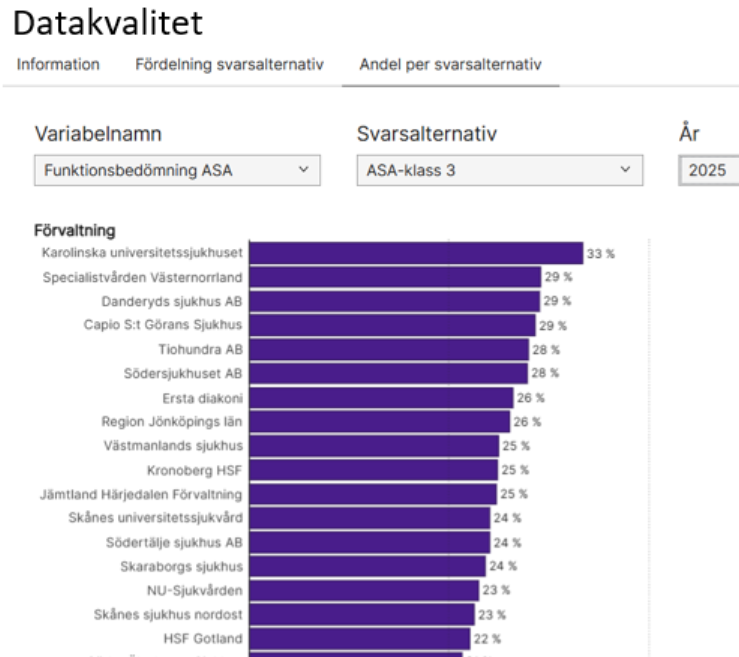 Datakvalitet
Information Fördelning svarsalternativ Andel per svarsalternativ
Variabelnamn Svarsalternativ År
Funktionsbedömning ASA ASA-klass 3 2025
Förvaltning
Karolinska universitetssjukhuset 33 %
Specialistvården Västernorrland 29 %
Danderyds sjukhus AB 29 %
Capio S:t Görans Sjukhus 29 %
Tiohundra AB 28 %
Södersjukhuset AB 28 %
Ersta diakoni 26 %
Region Jönköpings län 26 %
Västmanlands sjukhus 25 %
Kronoberg HSF 25 %
Jämtland Härjedalen Förvaltning 25 %
Skånes universitetssjukvård 24 %
Södertälje sjukhus AB 24 %
Skaraborgs sjukhus 24 %
NU-Sjukvården 23 %
Skånes sjukhus nordost 23 %
HSF Gotland 22 %